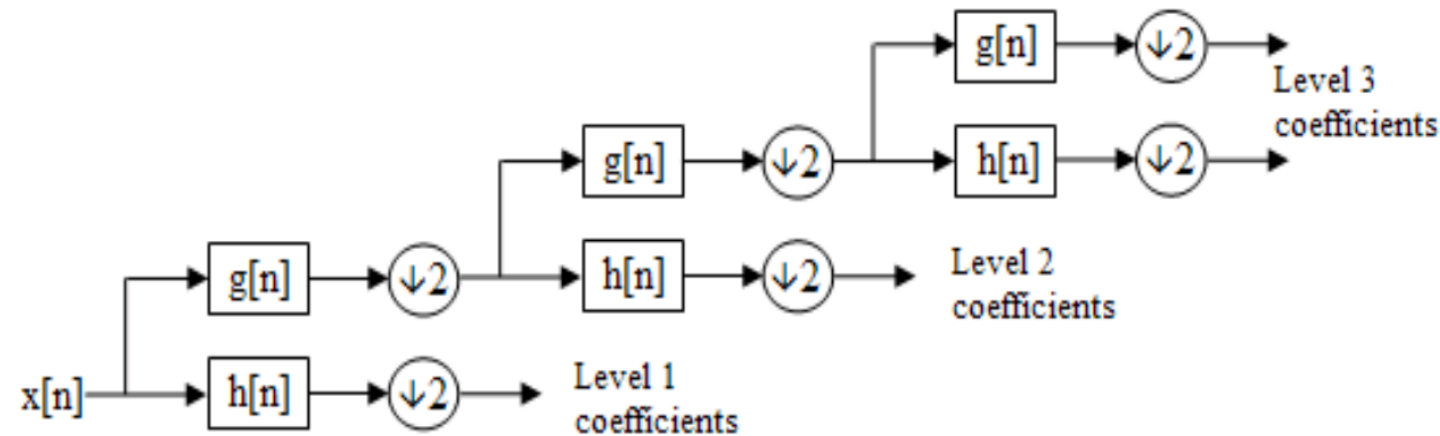 g[n]
↓2
Level 3
coefficients
g[n]
↓2
h[n]
↓2
g[n]
↓2
h[n]
↓2
Level 2
coefficients
x[n]
h[n]
↓2
Level 1
coefficients